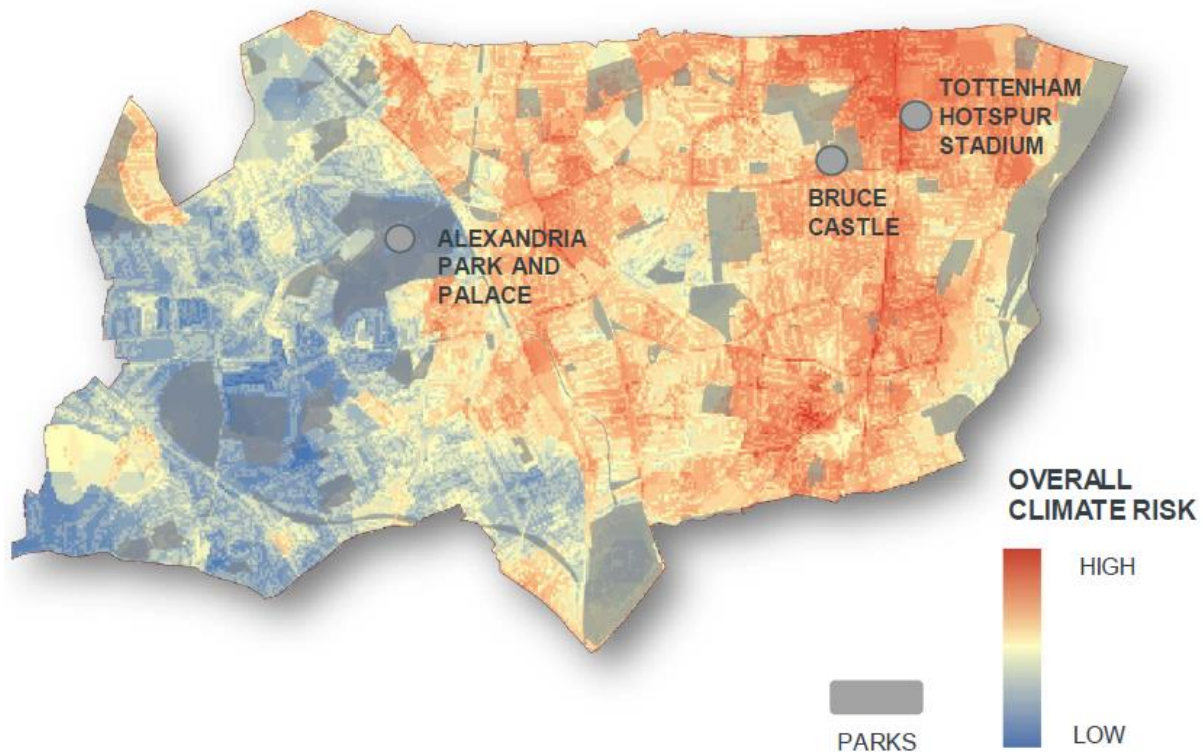 TOTTENHAM
HOTSPUR
STADIUM
BRUCE
CASTLE
ALEXANDRIA
PARK AND
PALACE
OVERALL
CLIMATE RISK
HIGH
LOW
PARKS